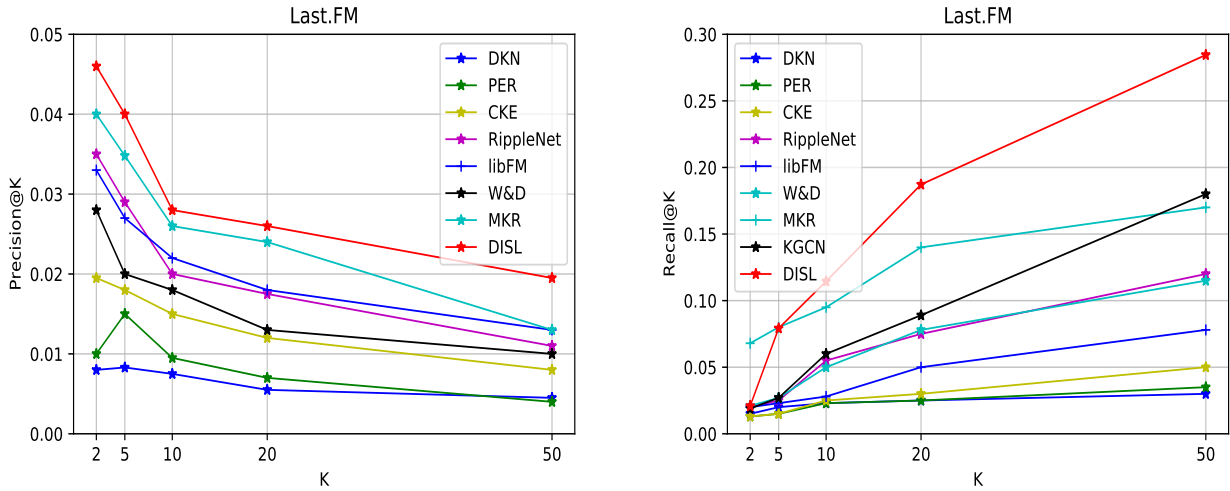 Last.FM
0.05
0.04
0.03
0.02
0.01
0.00
Precision@K
DKN
PER
CKE
RippleNet
libFM
W&D
MKR
DISL
2 5 10 20 50
K
Last.FM
0.30
0.25
0.20
0.15
0.10
0.05
0.00
Recall@K
DKN
PER
CKE
RippleNet
libFM
W&D
MKR
KGCN
DISL
2 5 10 20 50
K